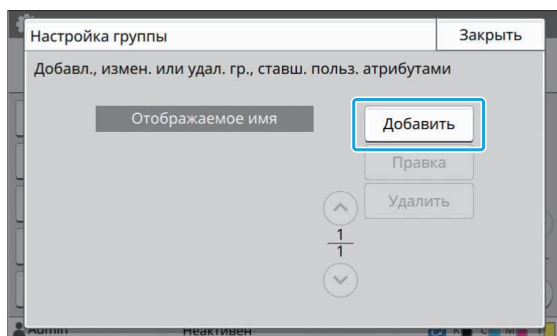 Настройка группы
Закрыть
Добавл., измен. или удал. гр., ставш. польз. атрибутами
Отображаемое имя
Добавить
Правка
Удалить
1
1
Admin
Неактивен
K C M Y